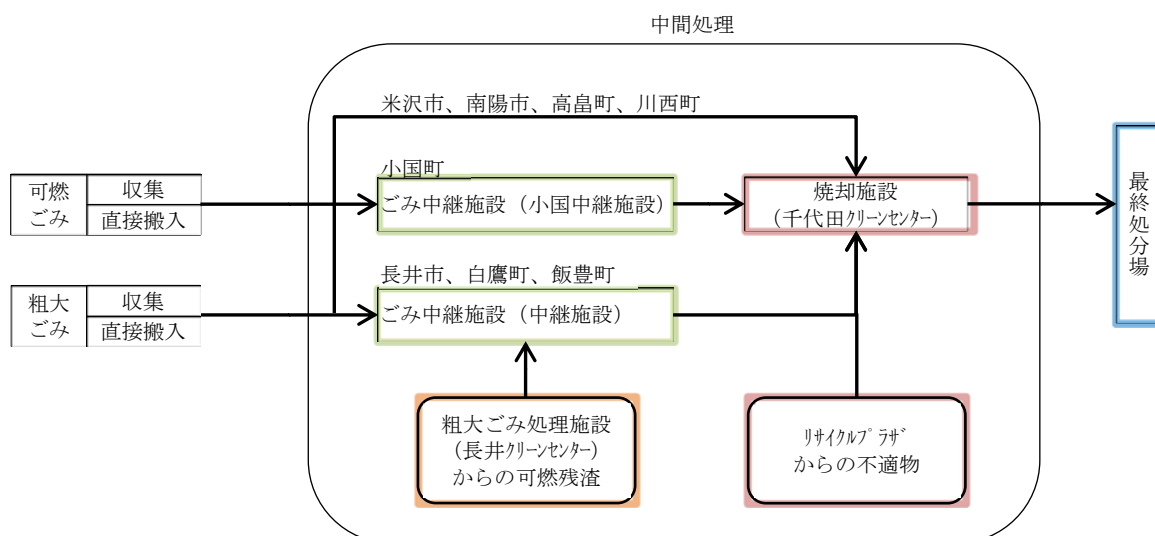 中間処理
米沢市、南陽市、高畠町、川西町
小国町
可燃
ごみ
収集
直接搬入
ごみ中継施設（小国中継施設）
焼却施設
（千代田ｸﾘｰﾝｾﾝﾀｰ）
最終処分場
長井市、白鷹町、飯豊町
粗大
ごみ
収集
直接搬入
ごみ中継施設（中継施設）
粗大ごみ処理施設
（長井ｸﾘｰﾝｾﾝﾀｰ）
からの可燃残渣
ﾘｻｲｸﾙﾌﾟﾗｻﾞ
からの不適物